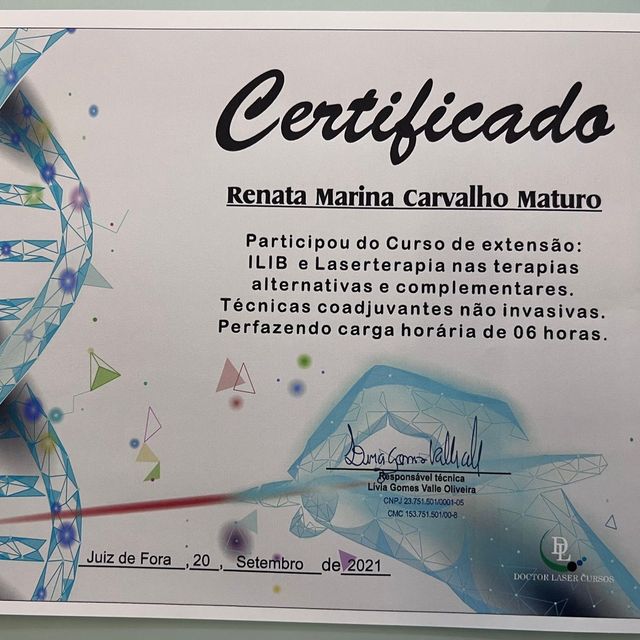 Certificado
Renata Marina Carvalho Maturo
Participou do Curso de extensão:
ILIB e Laserterapia nas terapias
alternativas e complementares.
Técnicas coadjuvantes não invasivas.
Perfazendo carga horária de 06 horas.
Responsável técnica
Lívia Gomes Valle Oliveira
CNPJ 23.751.501/0001-05
CMC 153.751.501/00-8
Juiz de Fora , 20 , Setembro de 2021
DL
DOCTOR LASER CURSOS